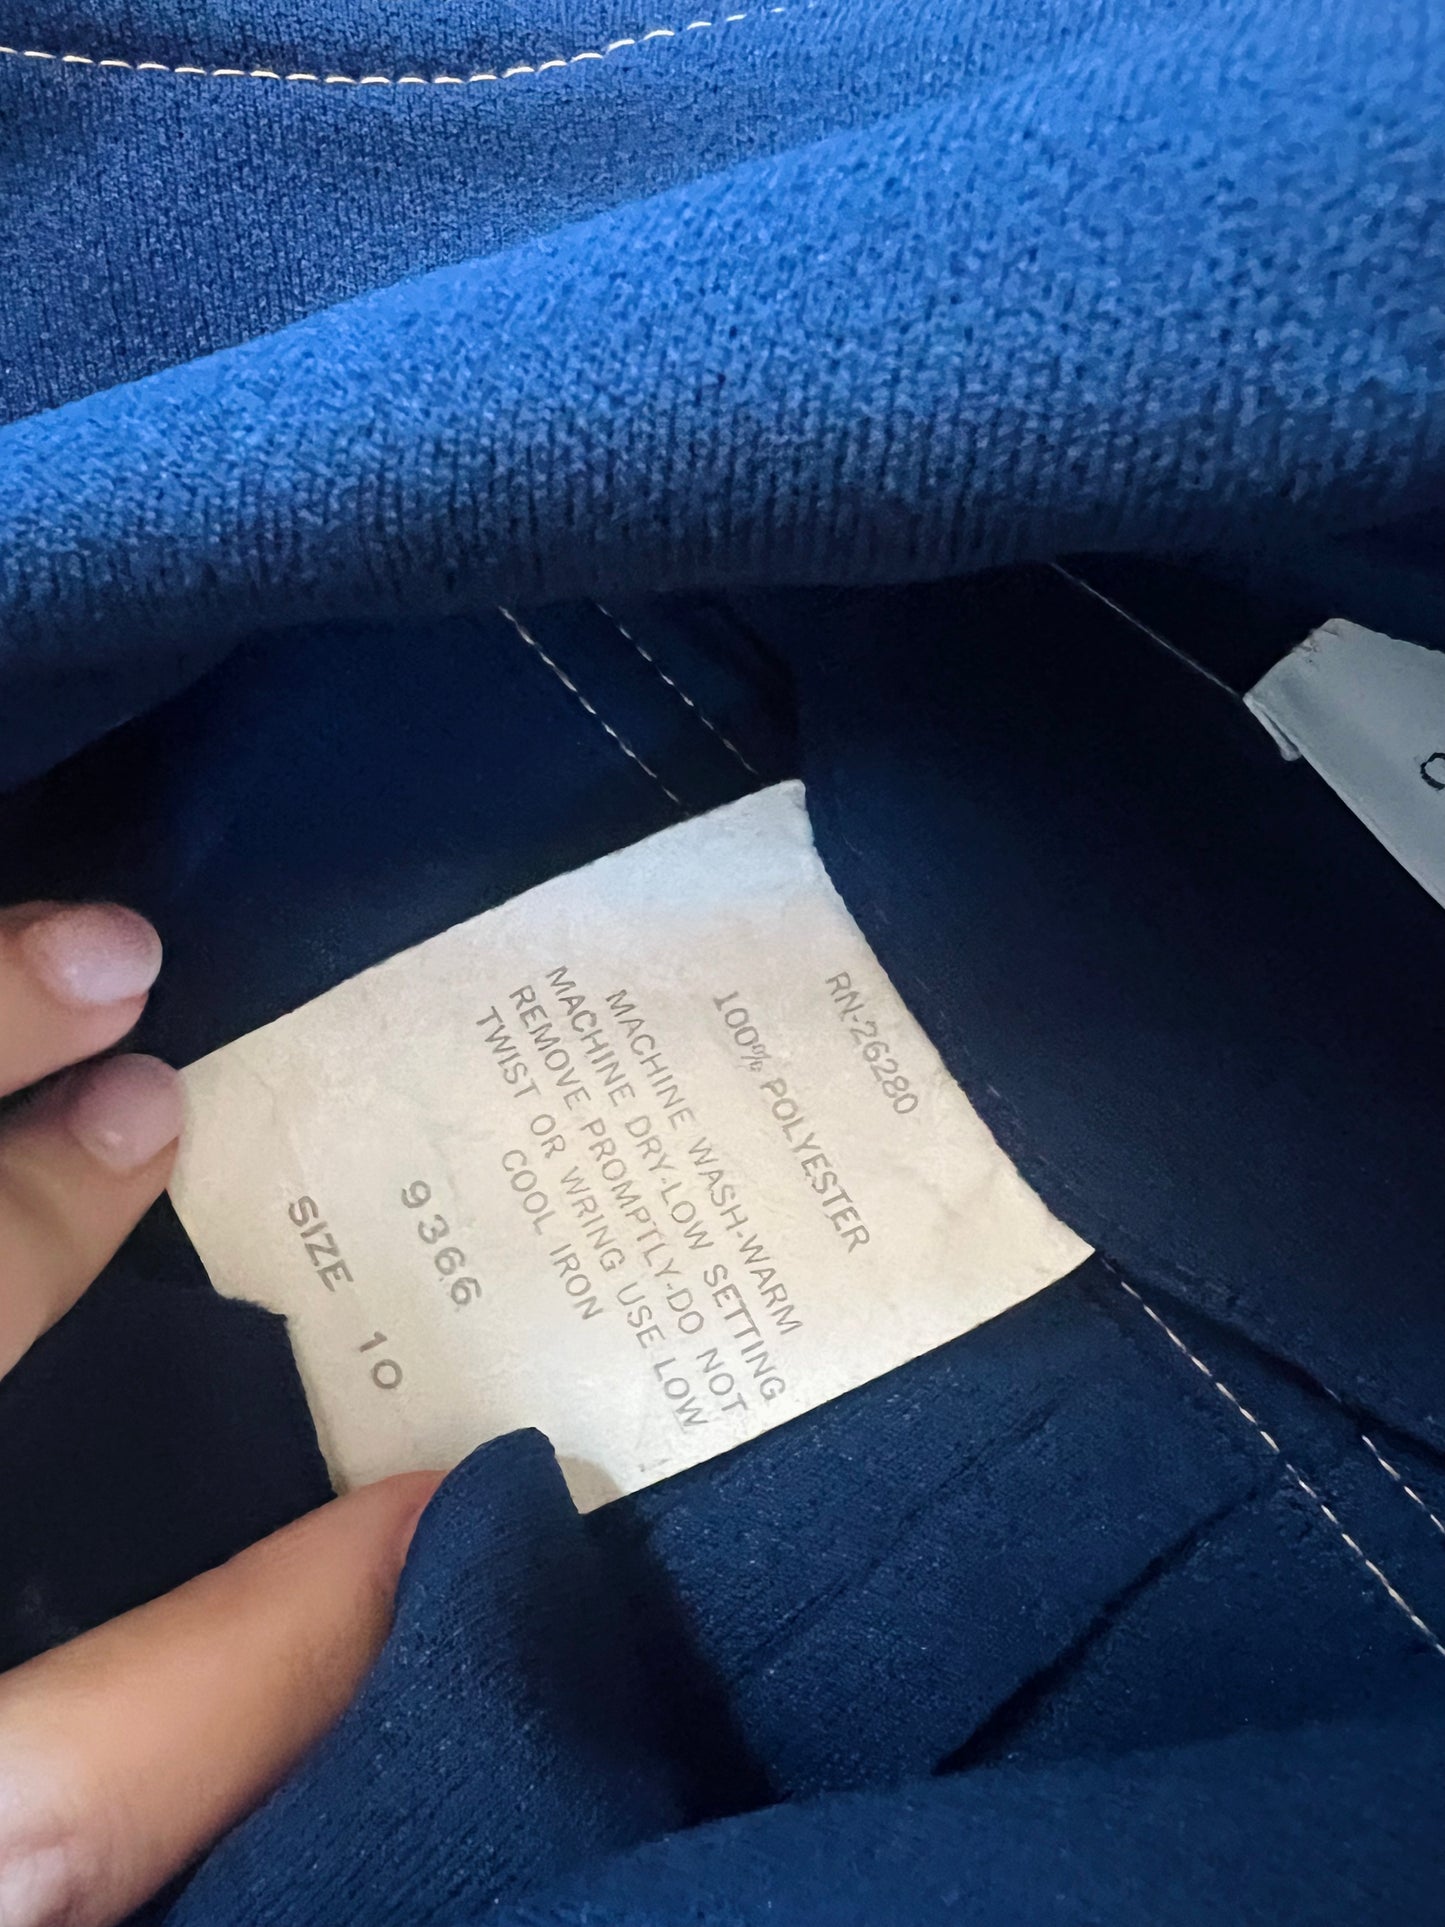 RN-26280
100% POLYESTER
MACHINE WASH-WARM
MACHINE DRY-LOW SETTING
REMOVE PROMPTLY-DO NOT
TWIST OR WRING USE LOW
COOL IRON
9366
SIZE 10